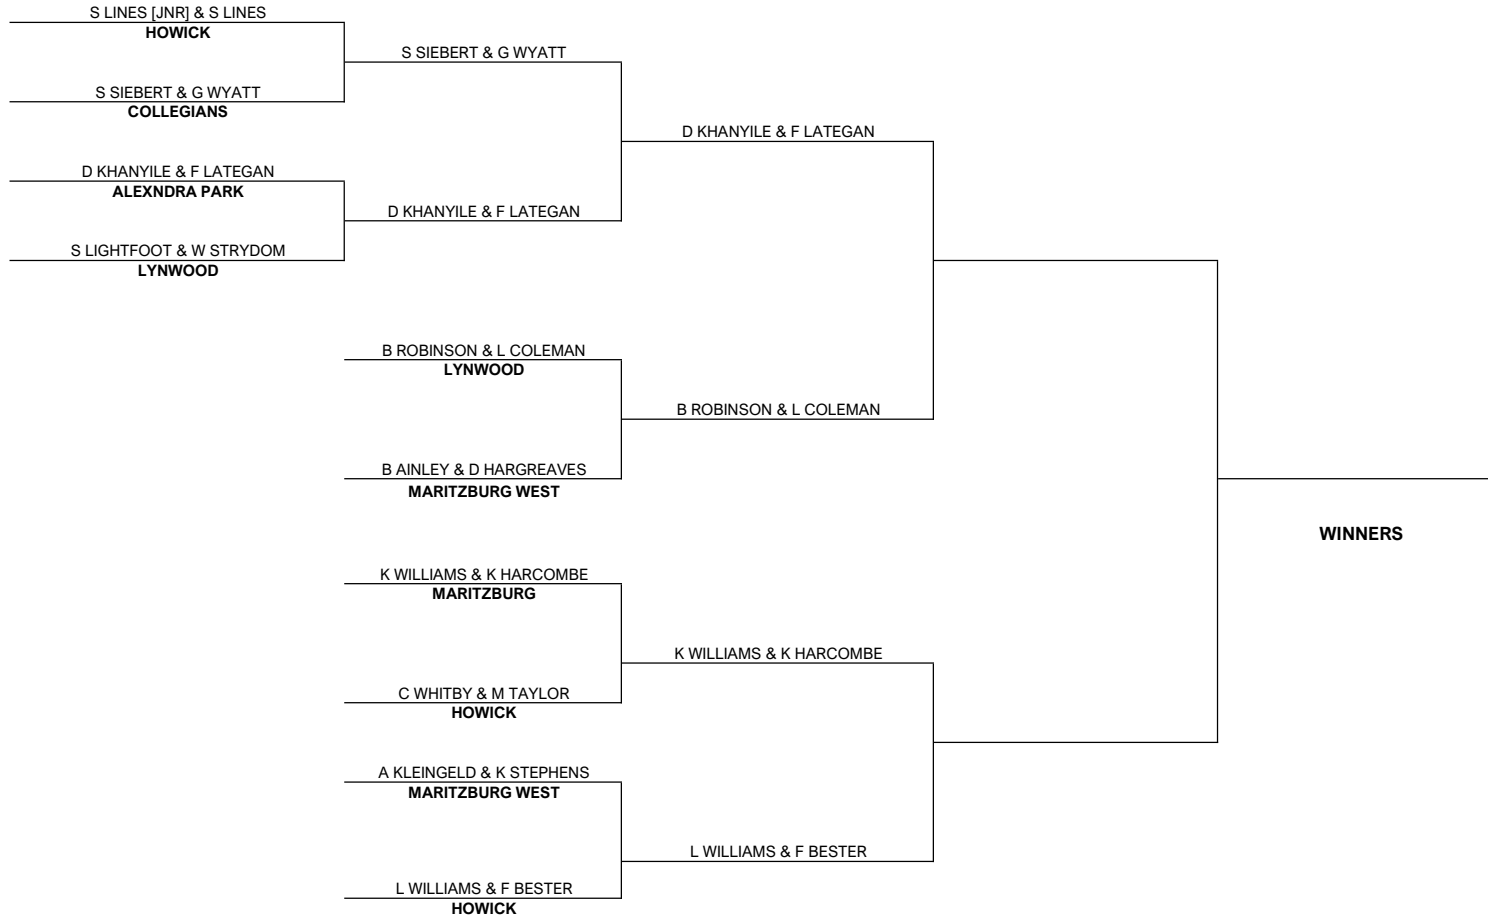 S LINES [JNR] & S LINES
HOWICK
S SIEBERT & G WYATT
S SIEBERT & G WYATT
COLLEGIANS
D KHANYILE & F LATEGAN
D KHANYILE & F LATEGAN
ALEXNDRA PARK
D KHANYILE & F LATEGAN
S LIGHTFOOT & W STRYDOM
LYNWOOD
B ROBINSON & L COLEMAN
LYNWOOD
B ROBINSON & L COLEMAN
B AINLEY & D HARGREAVES
MARITZBURG WEST
WINNERS
K WILLIAMS & K HARCOMBE
MARITZBURG
K WILLIAMS & K HARCOMBE
C WHITBY & M TAYLOR
HOWICK
A KLEINGELD & K STEPHENS
MARITZBURG WEST
L WILLIAMS & F BESTER
L WILLIAMS & F BESTER
HOWICK